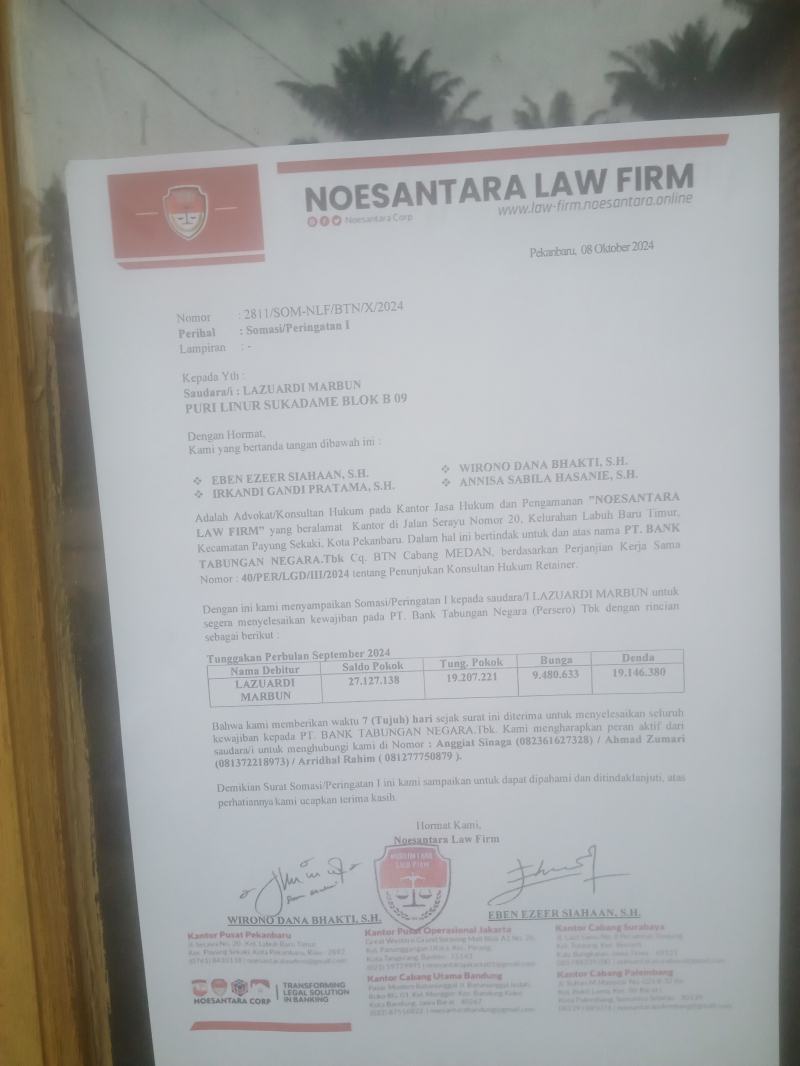 NOESANTARA LAW FIRM
www.law-firm.noesantara.online
Noesantara Corp
Pekanbaru, 08 Oktober 2024
Nomor : 2811/SOM-NLF/BTN/X/2024
Perihal : Somasi/Peringatan I
Lampiran : -
Kepada Yth :
Saudara/i : LAZUARDI MARBUN
PURI LINUR SUKADAME BLOK B 09
Dengan Hormat,
Kami yang bertanda tangan dibawah ini :
❖ EBEN EZEER SIAHAAN, S.H. ❖ WIRONO DANA BHAKTI, S.H.
❖ IRKANDI GANDI PRATAMA, S.H. ❖ ANNISA SABILA HASANIE, S.H.
Adalah Advokat/Konsultan Hukum pada Kantor Jasa Hukum dan Pengamanan "NOESANTARA
LAW FIRM" yang beralamat Kantor di Jalan Serayu Nomor 20, Kelurahan Labuh Baru Timur,
Kecamatan Payung Sekaki, Kota Pekanbaru. Dalam hal ini bertindak untuk dan atas nama PT. BANK
TABUNGAN NEGARA.Tbk Cq. BTN Cabang MEDAN, berdasarkan Perjanjian Kerja Sama
Nomor : 40/PER/LGD/III/2024 tentang Penunjukan Konsultan Hukum Retainer.
Dengan ini kami menyampaikan Somasi/Peringatan I kepada saudara/I LAZUARDI MARBUN untuk
segera menyelesaikan kewajiban pada PT. Bank Tabungan Negara (Persero) Tbk dengan rincian
sebagai berikut :
Tunggakan Perbulan September 2024
Nama Debitur Saldo Pokok Tung. Pokok Bunga Denda
LAZUARDI MARBUN 27.127.138 19.207.221 9.480.633 19.146.380
Bahwa kami memberikan waktu 7 (Tujuh) hari sejak surat ini diterima untuk menyelesaikan seluruh
kewajiban kepada PT. BANK TABUNGAN NEGARA.Tbk. Kami mengharapkan peran aktif dari
saudara/i untuk menghubungi kami di Nomor : Anggiat Sinaga (082361627328) / Ahmad Zumari
(081372218973) / Arridhal Rahim ( 081277750879 ).
Demikian Surat Somasi/Peringatan I ini kami sampaikan untuk dapat dipahami dan ditindaklanjuti, atas
perhatiannya kami ucapkan terima kasih.
Hormat Kami,
Noesantara Law Firm
WIRONO DANA BHAKTI, S.H.
EBEN EZEER SIAHAAN, S.H.
Kantor Pusat Pekanbaru
Kantor Pusat Operasional Jakarta
Kantor Cabang Utama Bandung
Kantor Cabang Surabaya
Kantor Cabang Palembang
NOESANTARA CORP
TRANSFORMING
LEGAL SOLUTION
IN BANKING